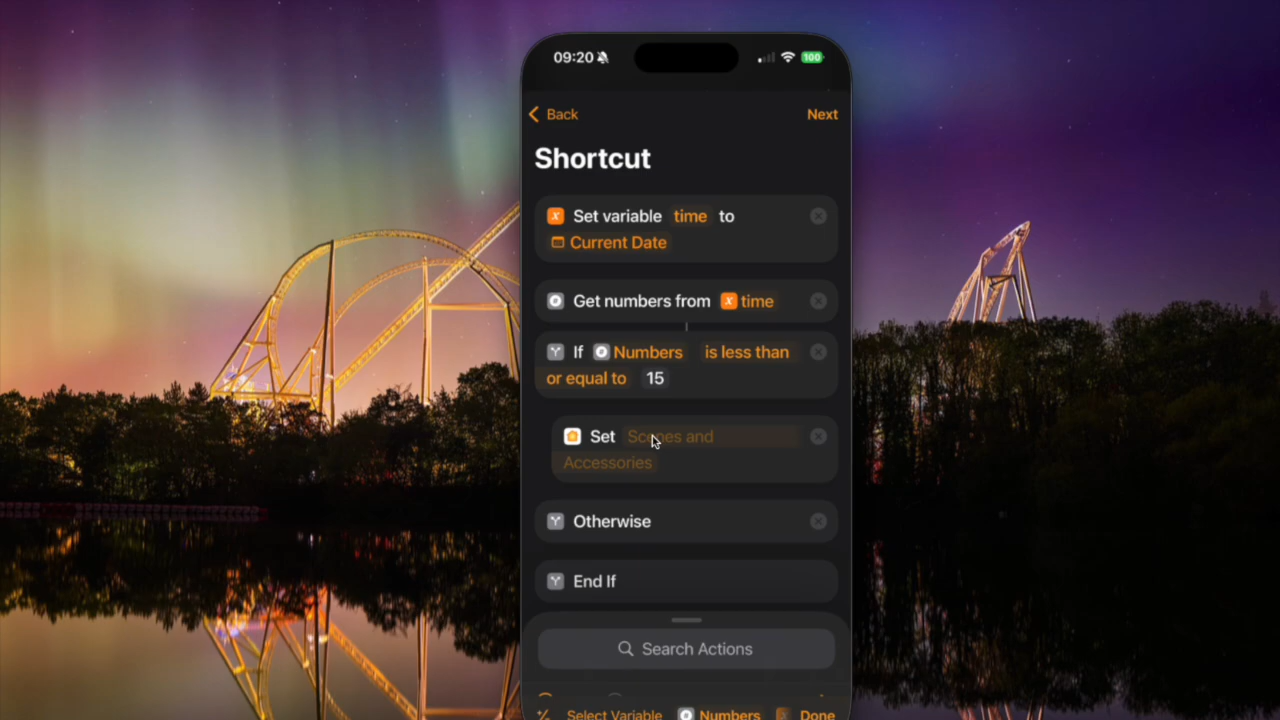 09:20
100
Back
Next
Shortcut
Set variable time to
Current Date
Get numbers from time
If Numbers is less than
or equal to 15
Set Scenes and
Accessories
Otherwise
End If
Search Actions
Select Variable Numbers Done